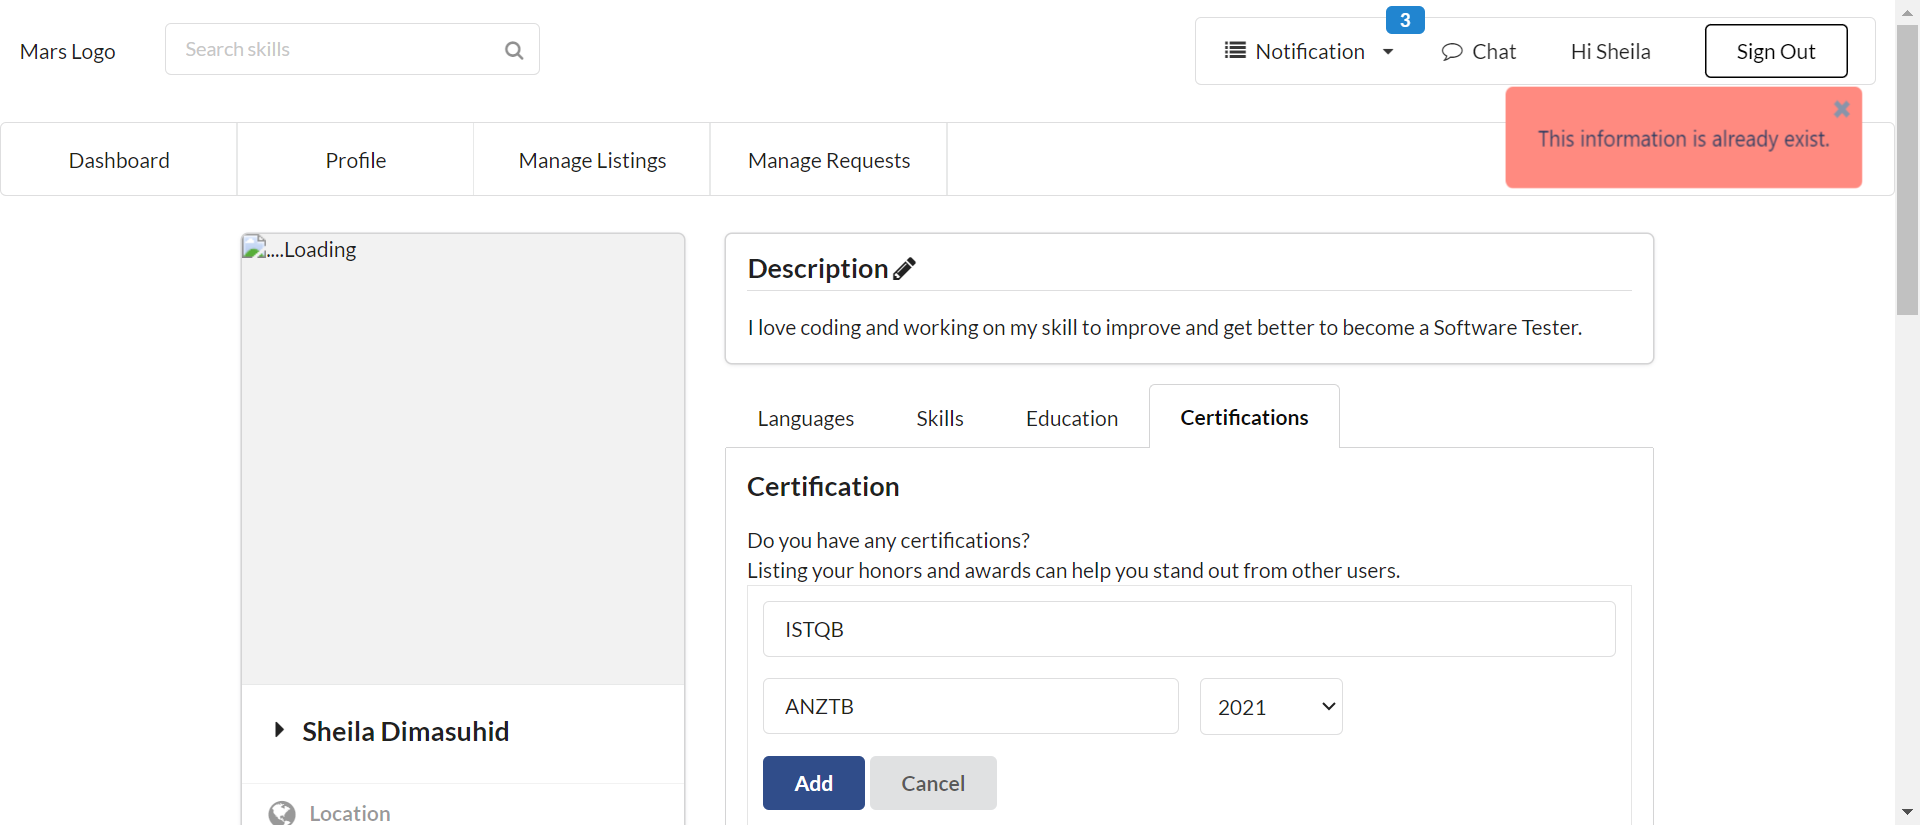 Mars Logo
Search skills
Notification
3
Chat
Hi Sheila
Sign Out
This information is already exist.
Dashboard
Profile
Manage Listings
Manage Requests
....Loading
Description
I love coding and working on my skill to improve and get better to become a Software Tester.
Languages
Skills
Education
Certifications
Certification
Do you have any certifications?
Listing your honors and awards can help you stand out from other users.
ISTQB
ANZTB
2021
Add
Cancel
Sheila Dimasuhid
Location